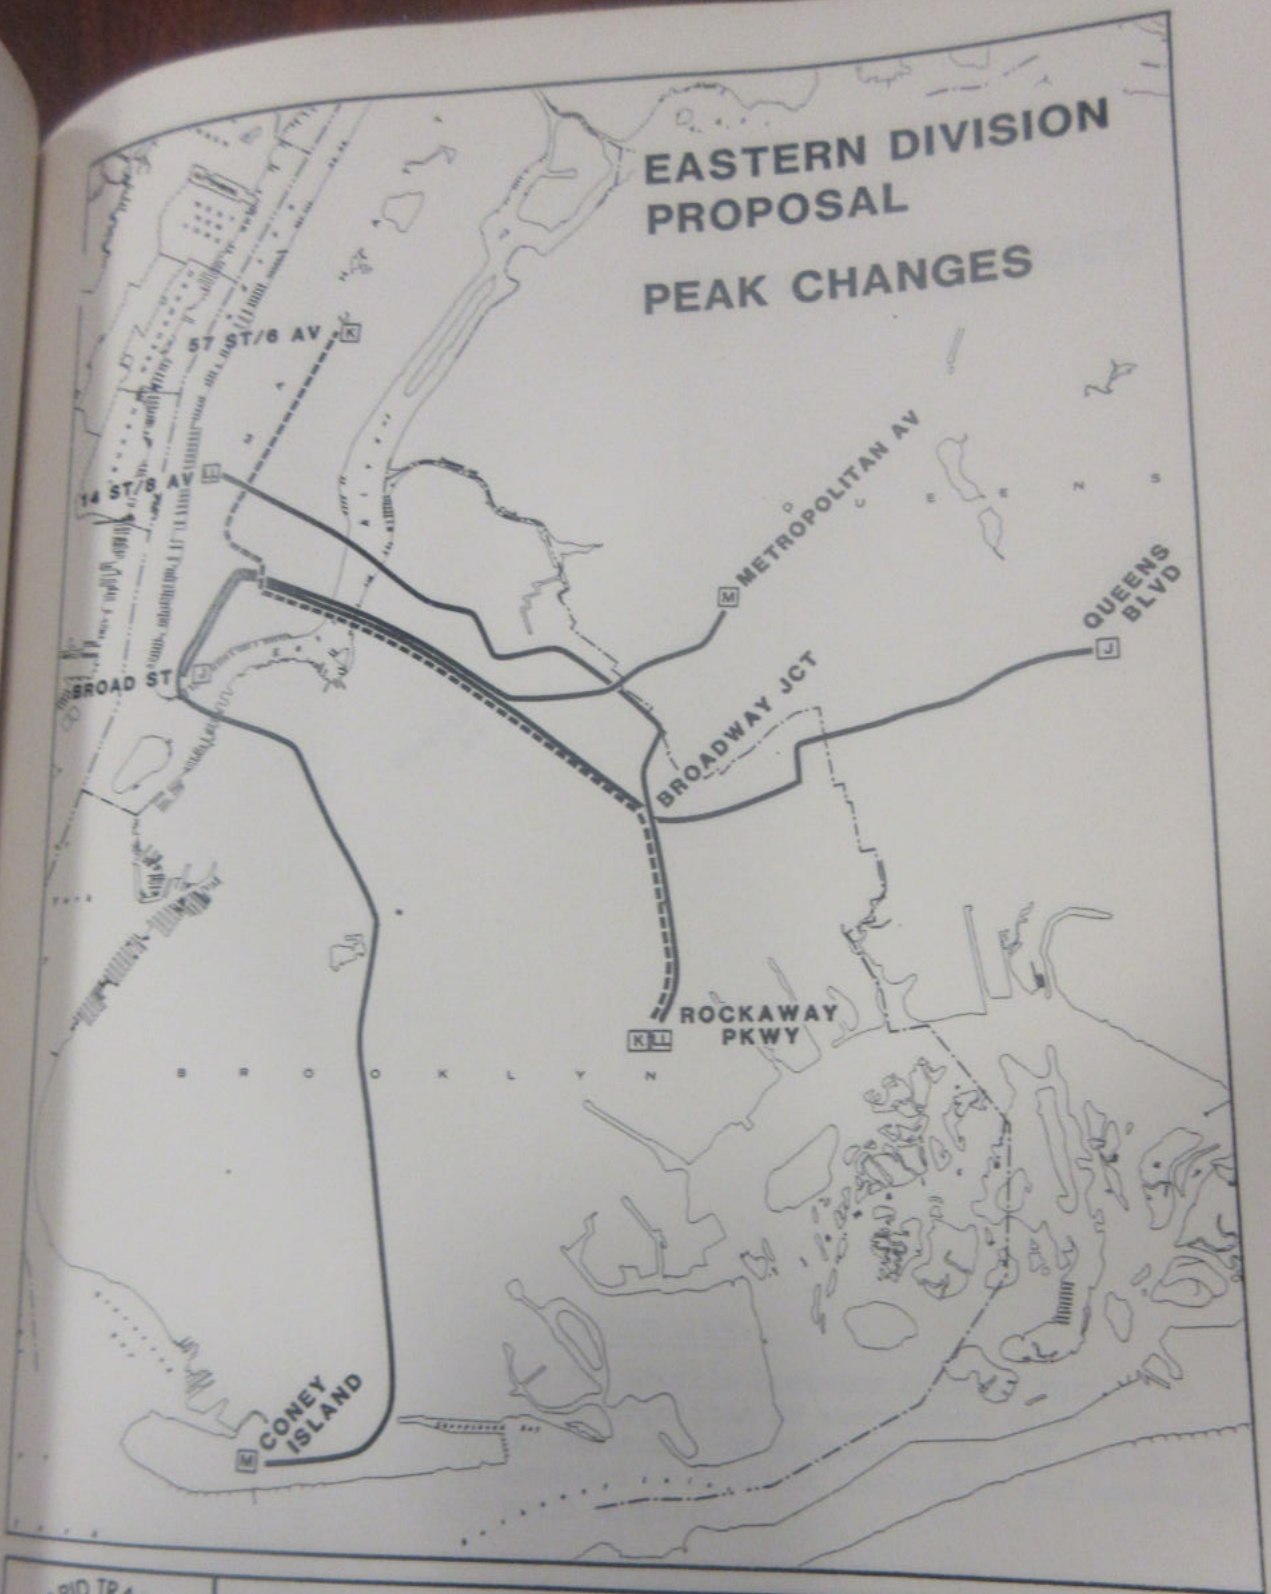 EASTERN DIVISION
PROPOSAL
PEAK CHANGES
57 ST/6 AV K
14 ST/8 AV LL
METROPOLITAN AV
M
QUEENS
BLVD
J
BROAD ST J
BROADWAY JCT
ROCKAWAY
PKWY
K LL
Q U E E N S
B R O O K L Y N
CONEY
ISLAND
M